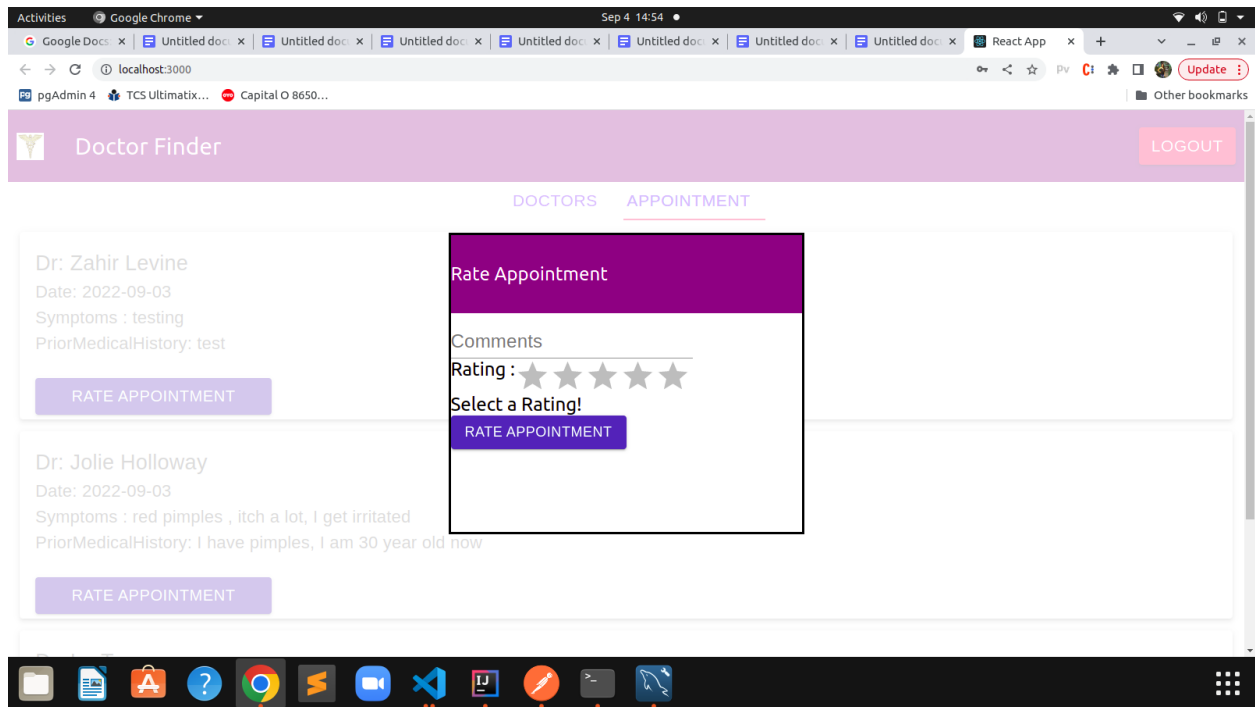 Activities Google Chrome Sep 4 14:54
Google Docs Untitled doc Untitled doc Untitled doc Untitled doc Untitled doc Untitled doc Untitled doc React App
localhost:3000 Pv Update
pgAdmin 4 TCS Ultimatix... Capital O 8650... Other bookmarks
Doctor Finder LOGOUT
DOCTORS APPOINTMENT
Dr: Zahir Levine
Date: 2022-09-03
Symptoms : testing
PriorMedicalHistory: test
RATE APPOINTMENT
Rate Appointment
Comments
Rating :
Select a Rating!
RATE APPOINTMENT
Dr: Jolie Holloway
Date: 2022-09-03
Symptoms : red pimples , itch a lot, I get irritated
PriorMedicalHistory: I have pimples, I am 30 year old now
RATE APPOINTMENT